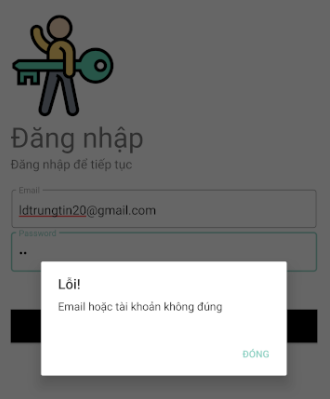 Đăng nhập
Đăng nhập để tiếp tục
Email
ldtrungtin20@gmail.com
Password
••
Lỗi!
Email hoặc tài khoản không đúng
ĐÓNG